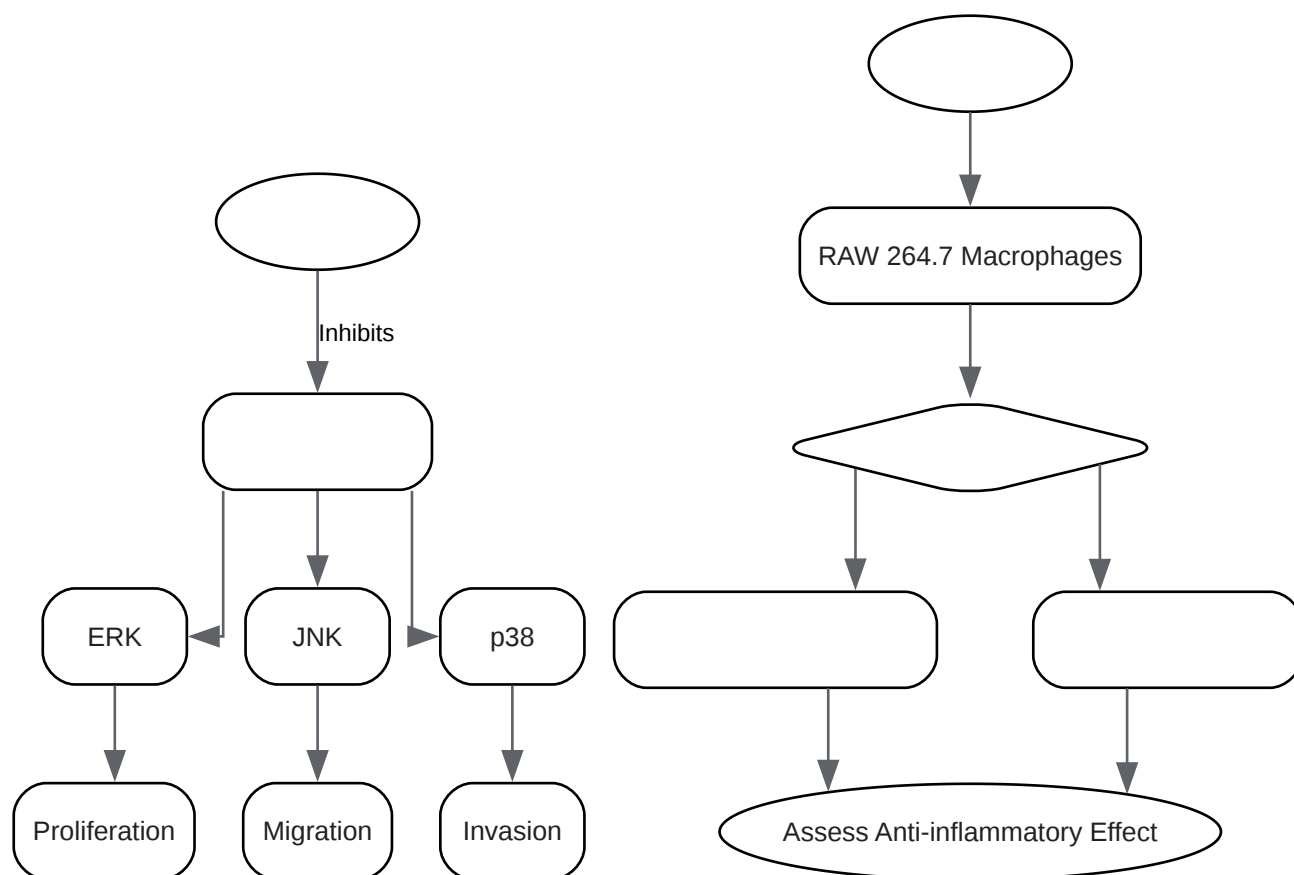 RAW 264.7 Macrophages
Inhibits
ERK
JNK
p38
Proliferation
Migration
Invasion
Assess Anti-inflammatory Effect